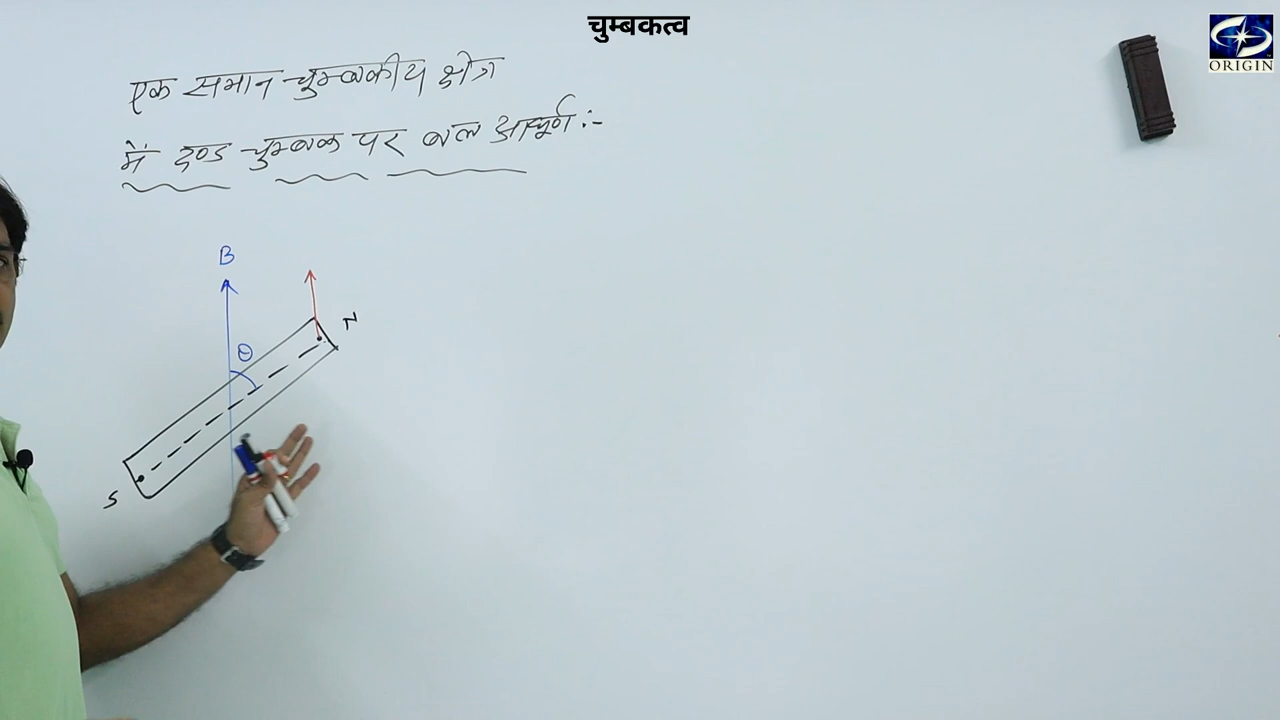 चुम्बकत्व
ORIGIN
एक समान चुम्बकीय क्षेत्र
में दण्ड चुम्बक पर बल आघूर्ण :-
B
N
θ
S